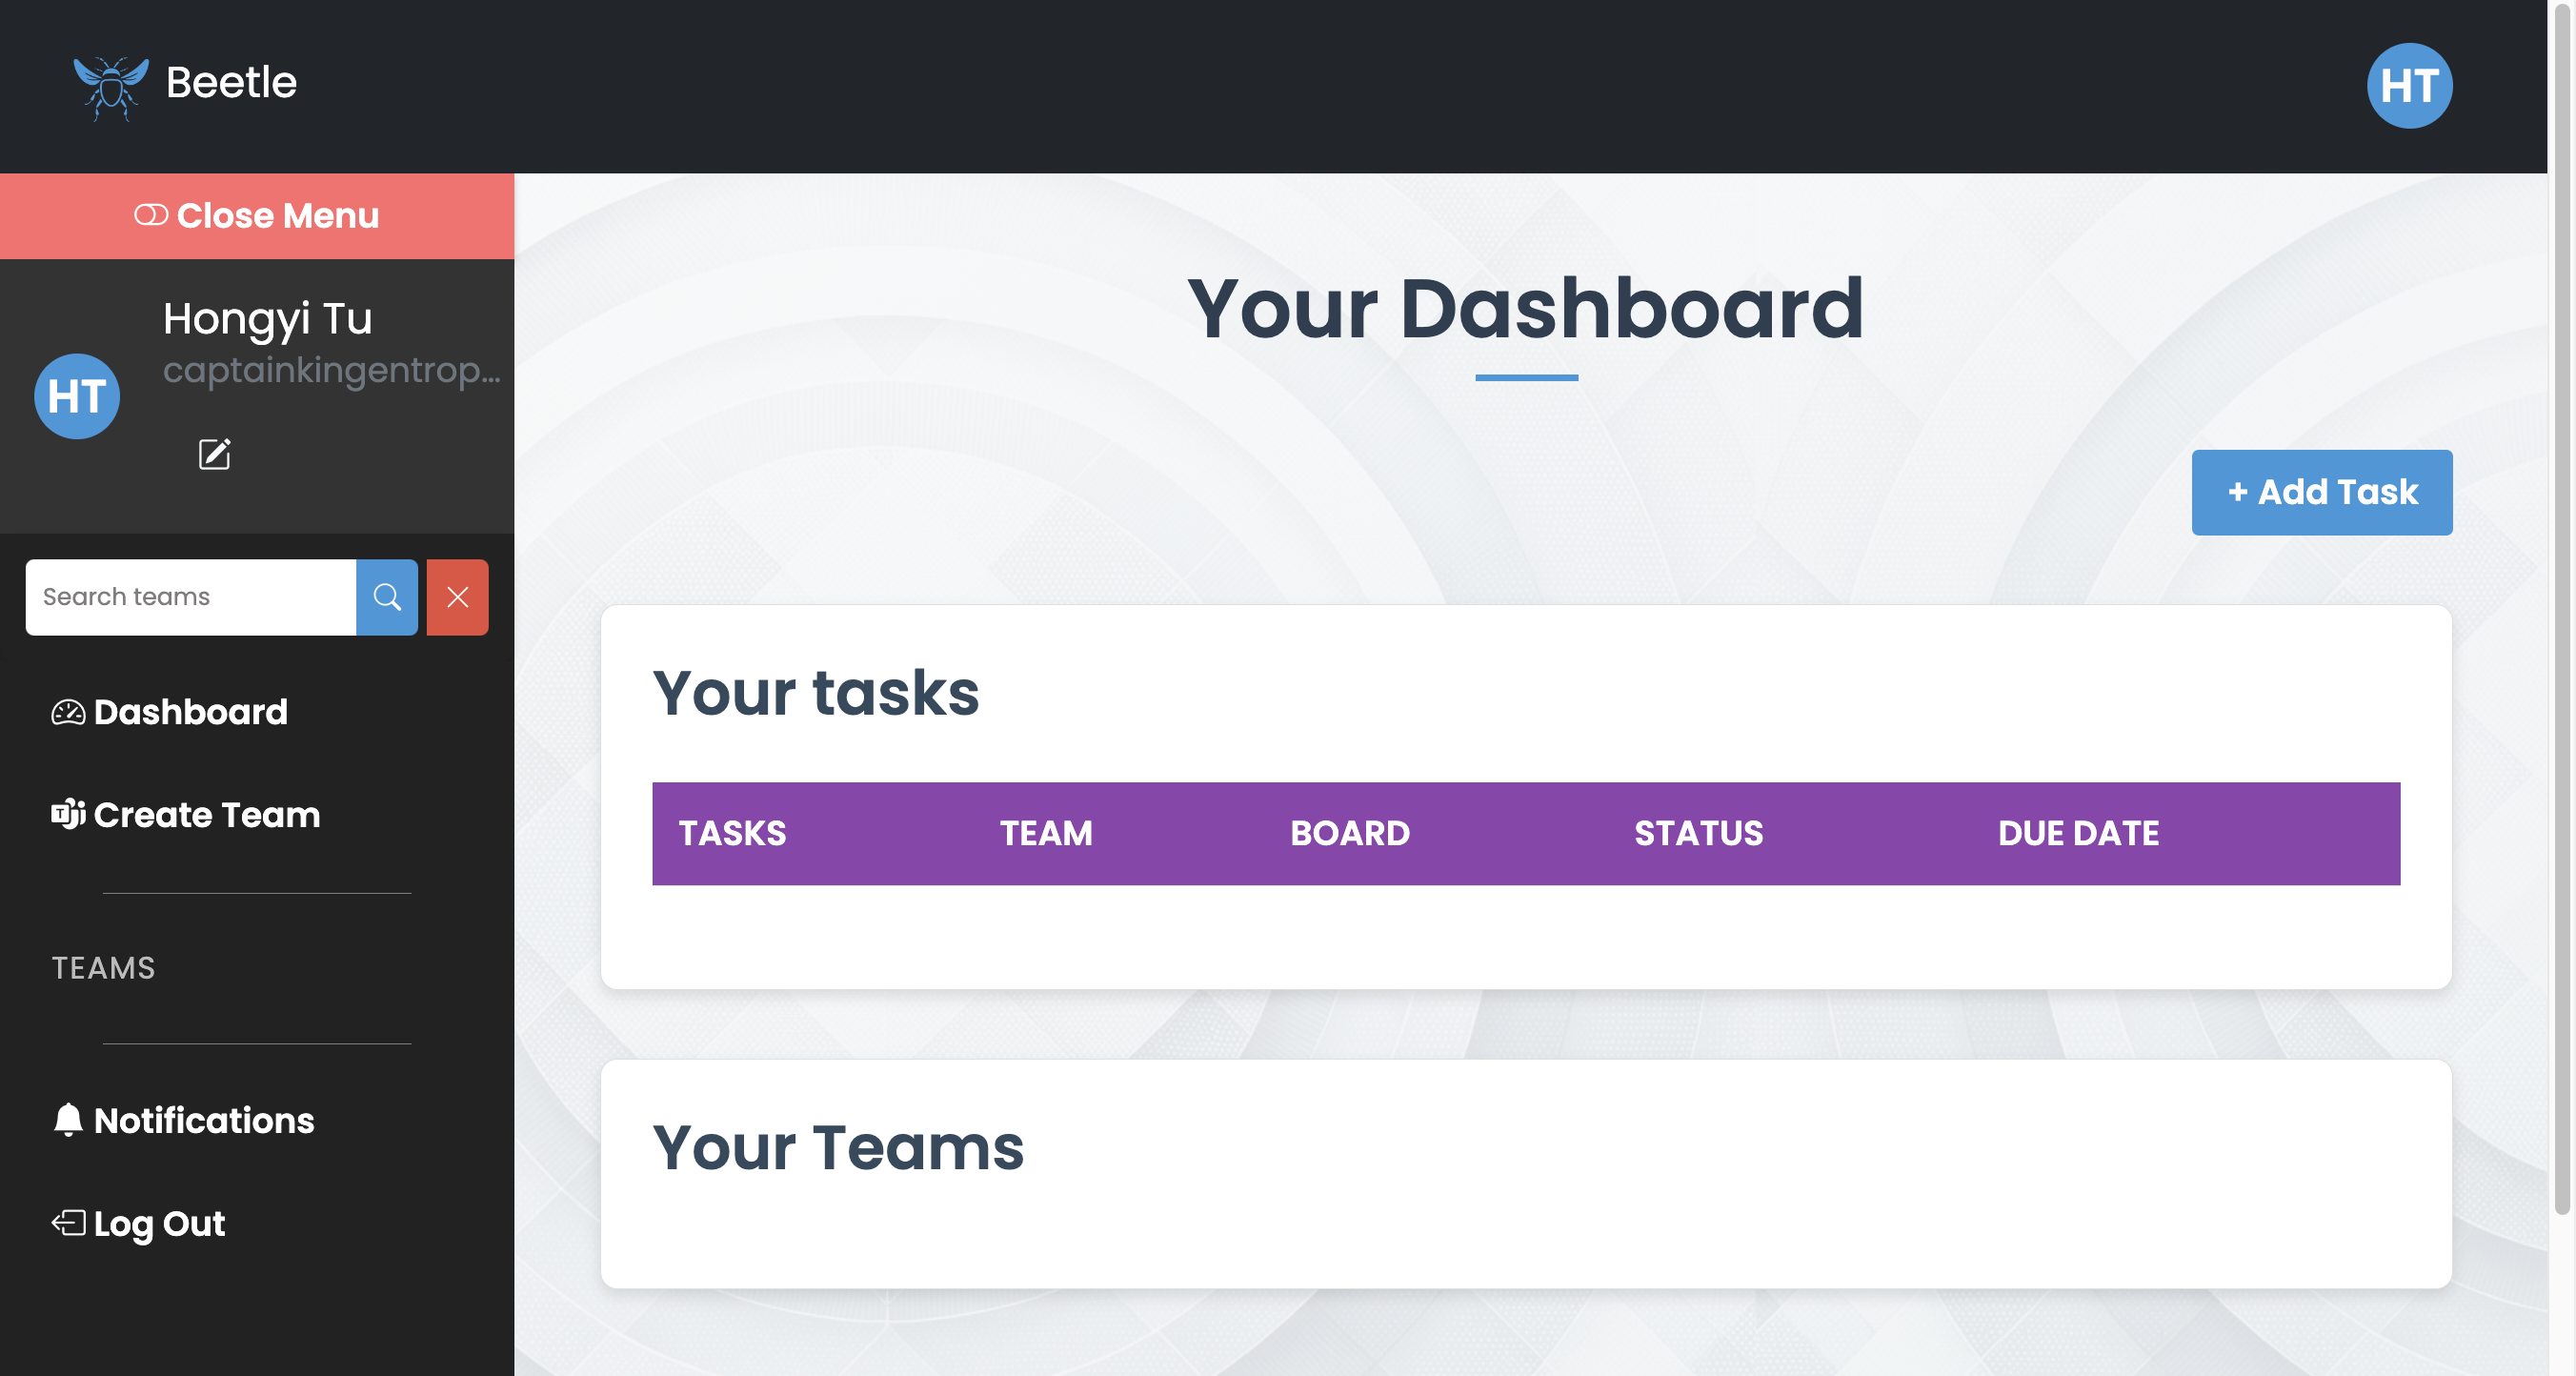 Beetle
HT
Close Menu
HT
Hongyi Tu
captainkingentrop...
Search teams
Dashboard
Create Team
TEAMS
Notifications
Log Out
Your Dashboard
+ Add Task
Your tasks
TASKS TEAM BOARD STATUS DUE DATE
Your Teams